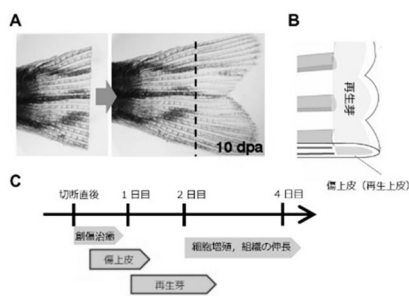 A
10 dpa
B
再生芽
傷上皮（再生上皮）
C
切断直後
1日目
2日目
4日目
創傷治癒
傷上皮
再生芽
細胞増殖，組織の伸長